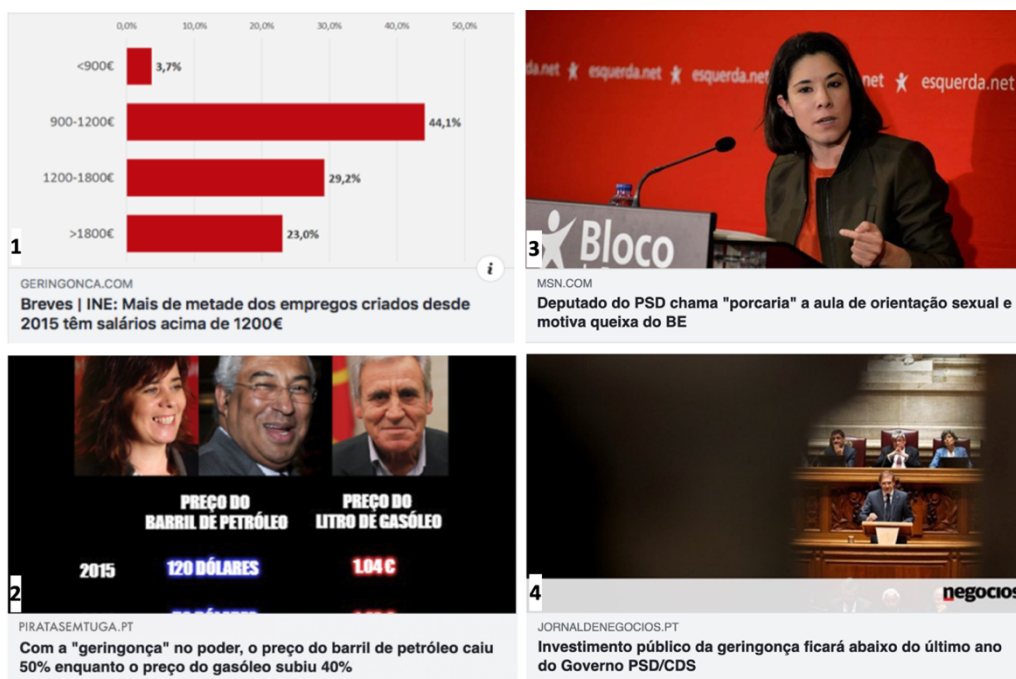 0,0% 10,0% 20,0% 30,0% 40,0% 50,0%
<900€ 3,7%
900-1200€ 44,1%
1200-1800€ 29,2%
>1800€ 23,0%
1
i
GERINGONCA.COM
Breves | INE: Mais de metade dos empregos criados desde
2015 têm salários acima de 1200€
da.net esquerda.net esquerda.net net esquerda.net
Bloco
3
MSN.COM
Deputado do PSD chama "porcaria" a aula de orientação sexual e
motiva queixa do BE
PREÇO DO
BARRIL DE PETRÓLEO
PREÇO DO
LITRO DE GASÓLEO
2015 120 DÓLARES 1.04 €
2
PIRATASEMTUGA.PT
Com a "geringonça" no poder, o preço do barril de petróleo caiu
50% enquanto o preço do gasóleo subiu 40%
4
negocios
JORNALDENEGOCIOS.PT
Investimento público da geringonça ficará abaixo do último ano
do Governo PSD/CDS